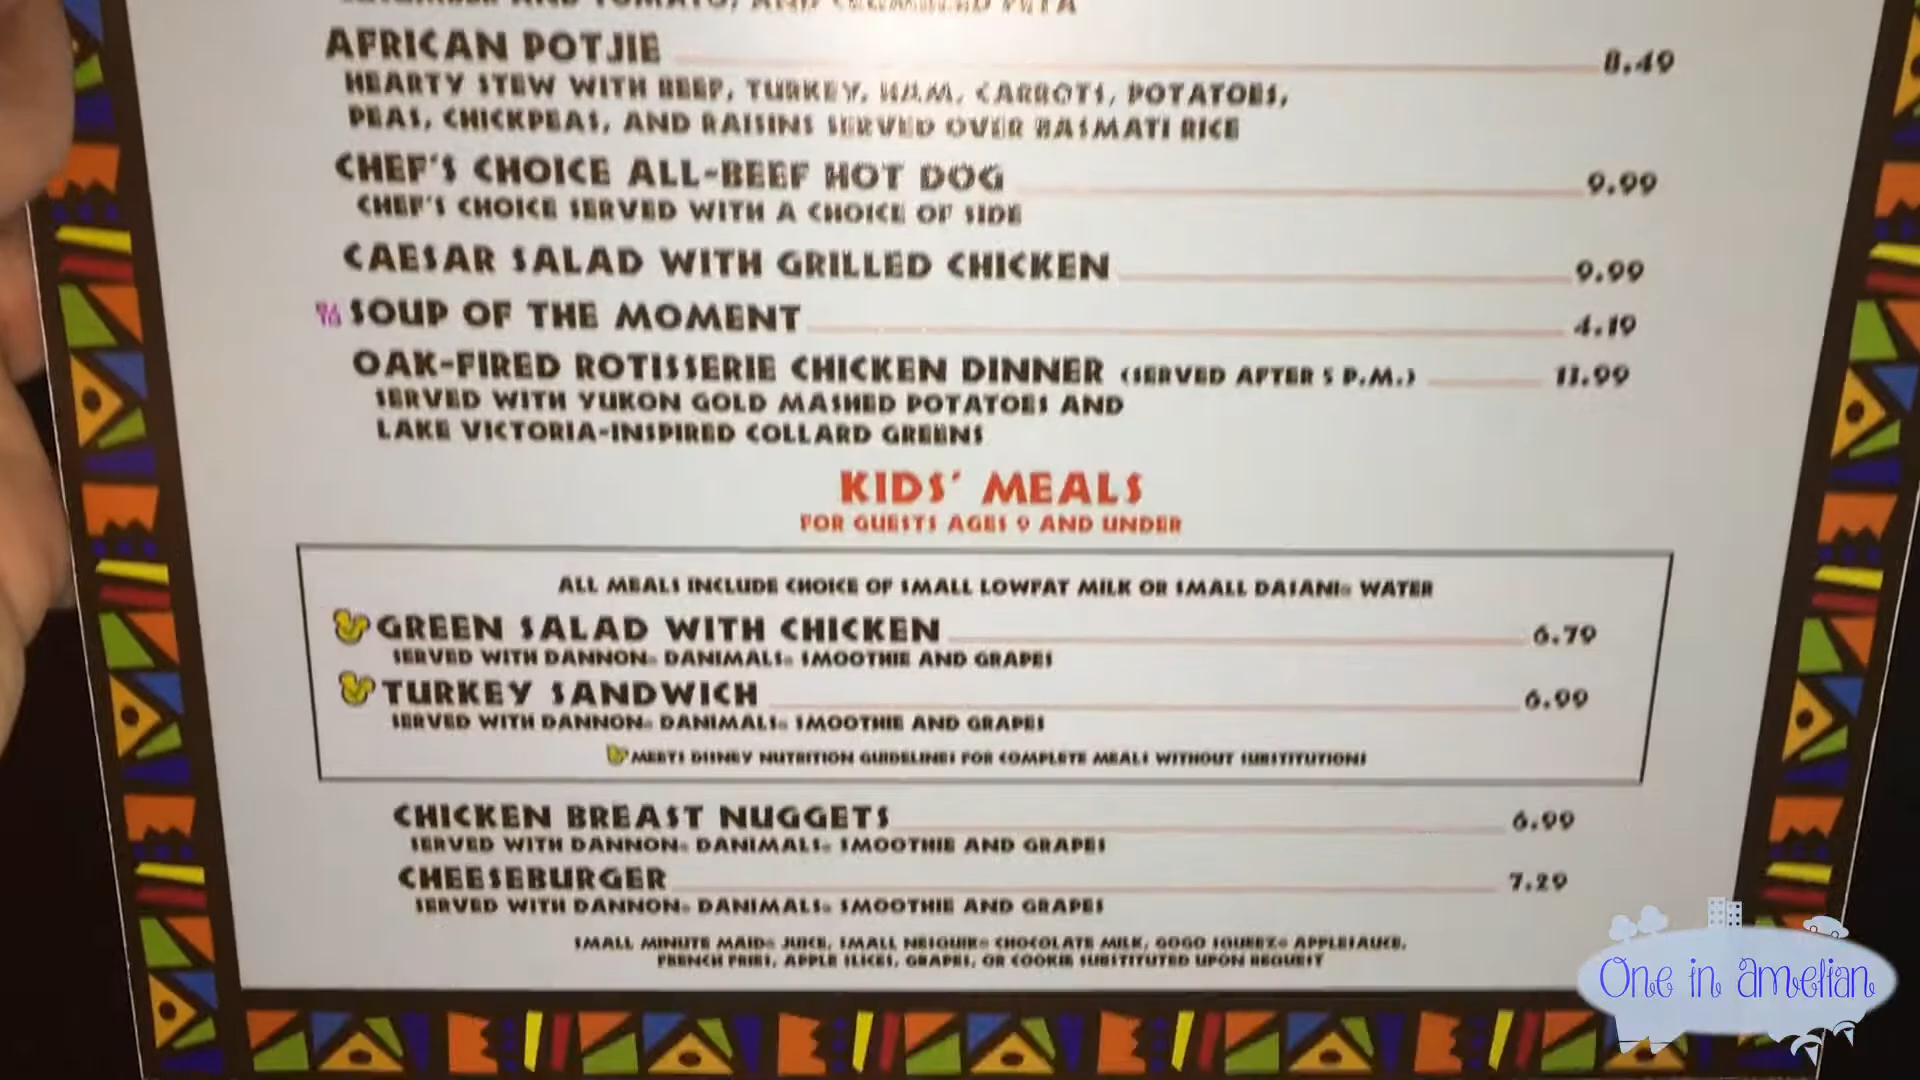 CUCUMBER AND TOMATO, AND CRUMBLED PITA
AFRICAN POTJIE 8.49
HEARTY STEW WITH BEEF, TURKEY, HAM, CARROTS, POTATOES,
PEAS, CHICKPEAS, AND RAISINS SERVED OVER BASMATI RICE
CHEF'S CHOICE ALL-BEEF HOT DOG 9.99
CHEF'S CHOICE SERVED WITH A CHOICE OF SIDE
CAESAR SALAD WITH GRILLED CHICKEN 9.99
SOUP OF THE MOMENT 4.19
OAK-FIRED ROTISSERIE CHICKEN DINNER (SERVED AFTER 5 P.M.) 13.99
SERVED WITH YUKON GOLD MASHED POTATOES AND
LAKE VICTORIA-INSPIRED COLLARD GREENS
KIDS' MEALS
FOR GUESTS AGES 9 AND UNDER
ALL MEALS INCLUDE CHOICE OF SMALL LOWFAT MILK OR SMALL DASANI® WATER
GREEN SALAD WITH CHICKEN 6.79
SERVED WITH DANNON® DANIMALS® SMOOTHIE AND GRAPES
TURKEY SANDWICH 6.99
SERVED WITH DANNON® DANIMALS® SMOOTHIE AND GRAPES
MEETS DISNEY NUTRITION GUIDELINES FOR COMPLETE MEALS WITHOUT SUBSTITUTIONS
CHICKEN BREAST NUGGETS 6.99
SERVED WITH DANNON® DANIMALS® SMOOTHIE AND GRAPES
CHEESEBURGER 7.29
SERVED WITH DANNON® DANIMALS® SMOOTHIE AND GRAPES
SMALL MINUTE MAID® JUICE, SMALL NESQUIK® CHOCOLATE MILK, GOGO SQUEEZ® APPLESAUCE,
FRENCH FRIES, APPLE SLICES, GRAPES, OR COOKIE SUBSTITUTED UPON REQUEST
One in amelian